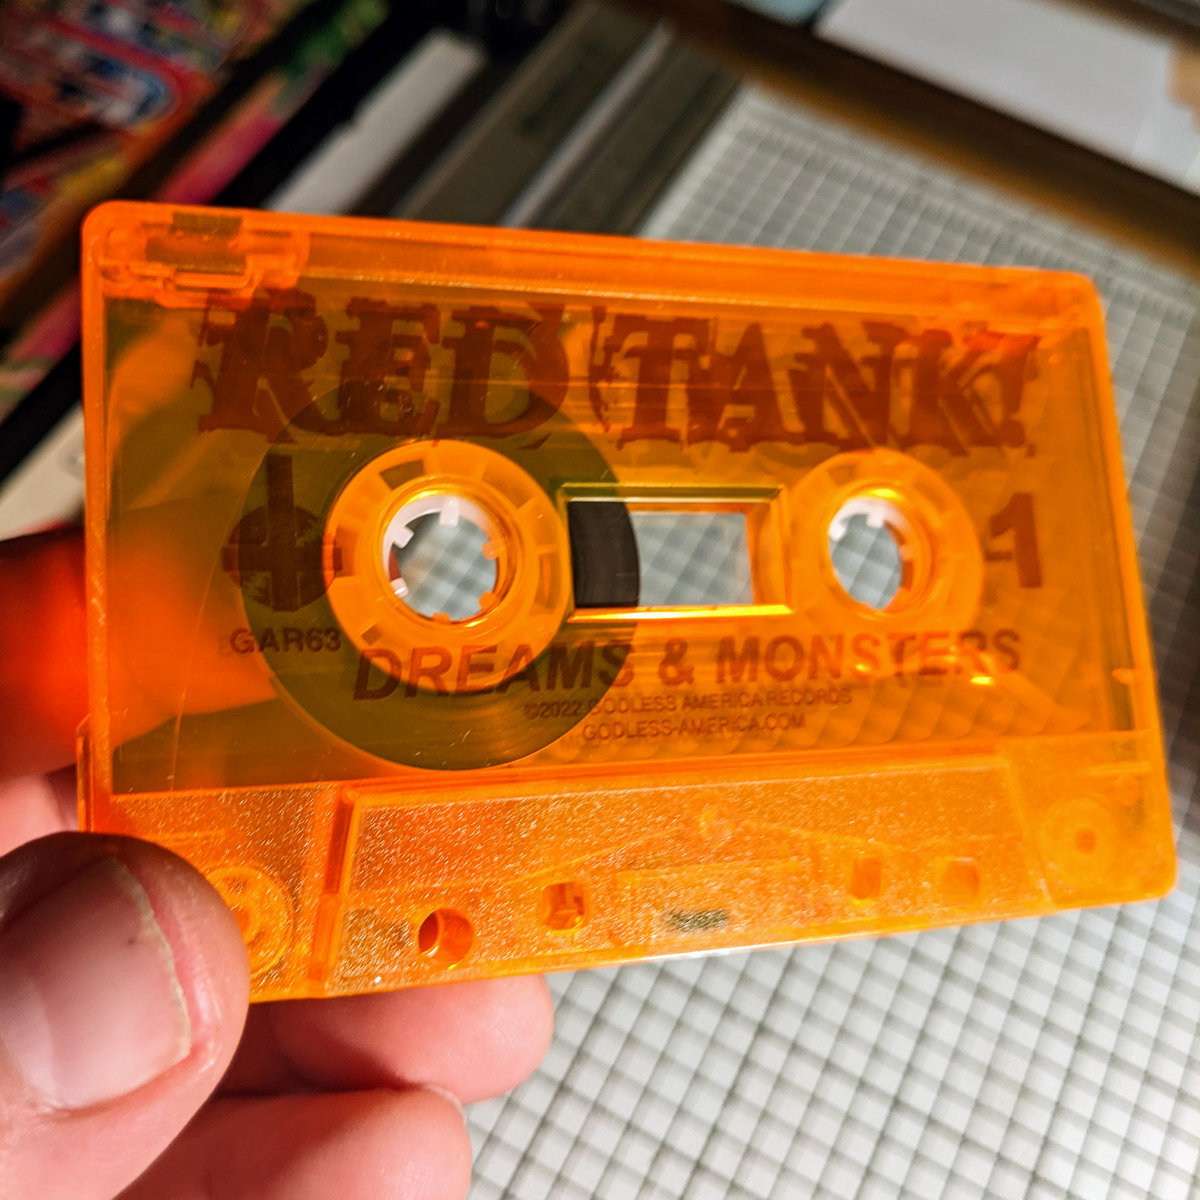 RED TANK!
1
GAR63
DREAMS & MONSTERS
©2022 GODLESS AMERICA RECORDS
GODLESS-AMERICA.COM